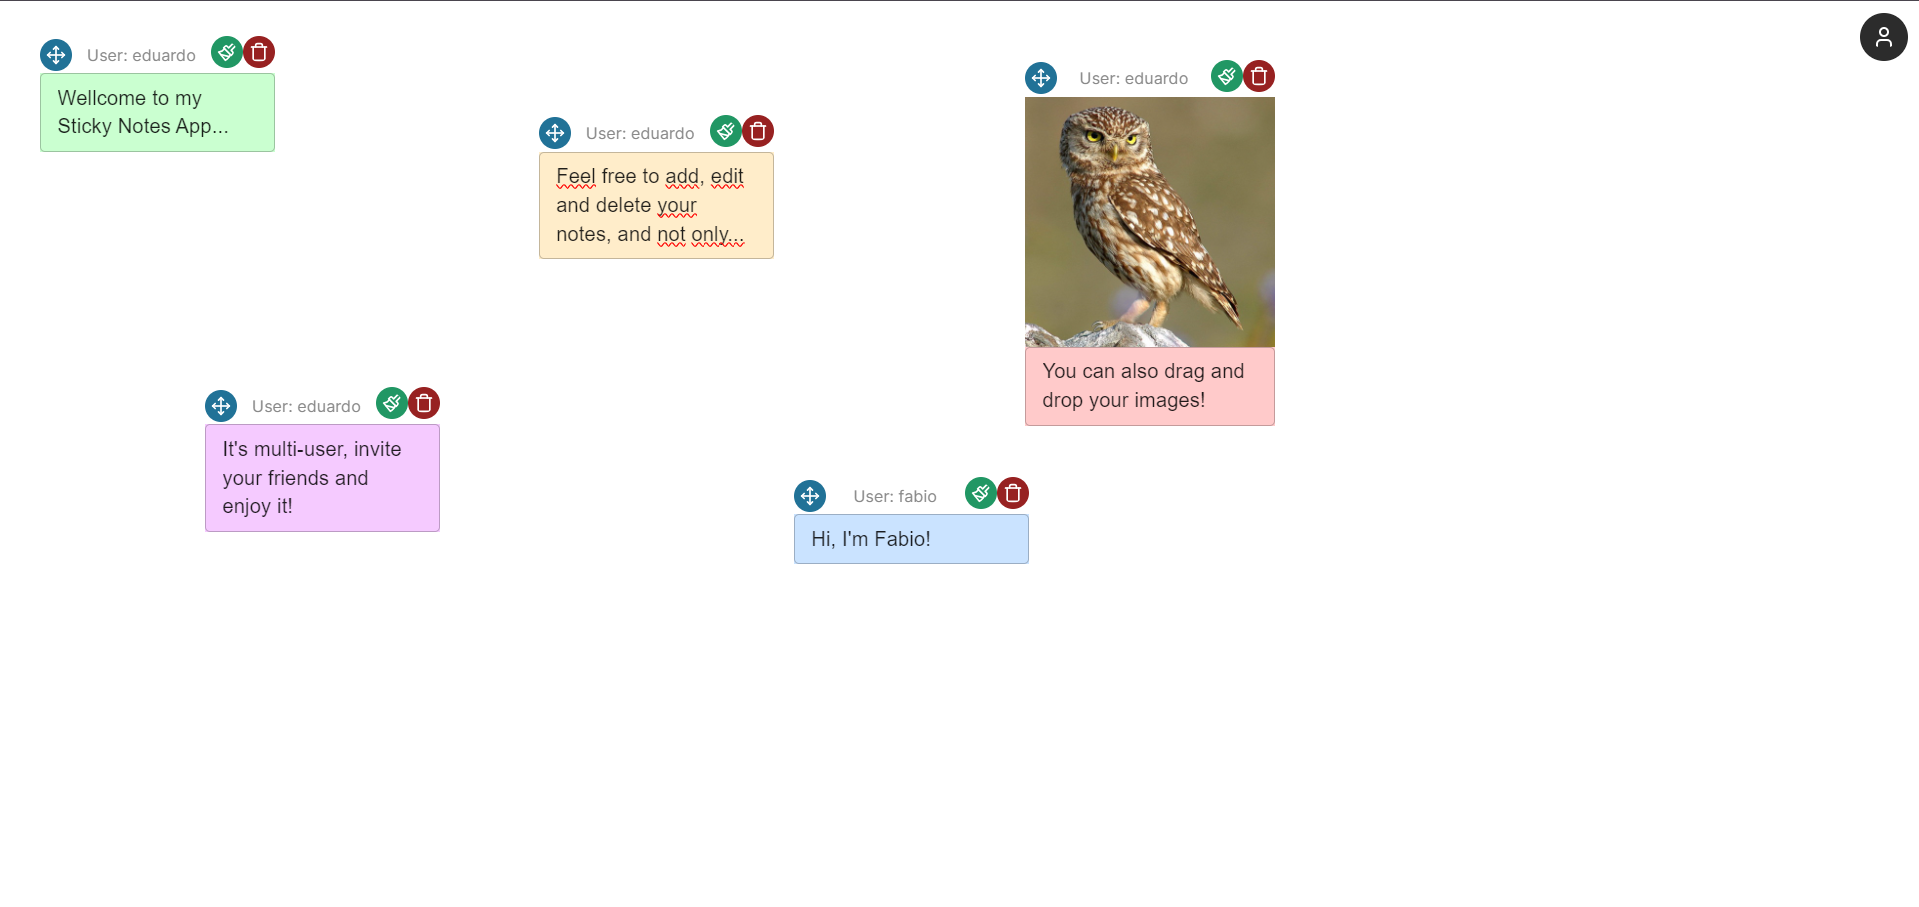 User: eduardo
Wellcome to my
Sticky Notes App...
User: eduardo
Feel free to add, edit
and delete your
notes, and not only...
User: eduardo
You can also drag and
drop your images!
User: eduardo
It's multi-user, invite
your friends and
enjoy it!
User: fabio
Hi, I'm Fabio!